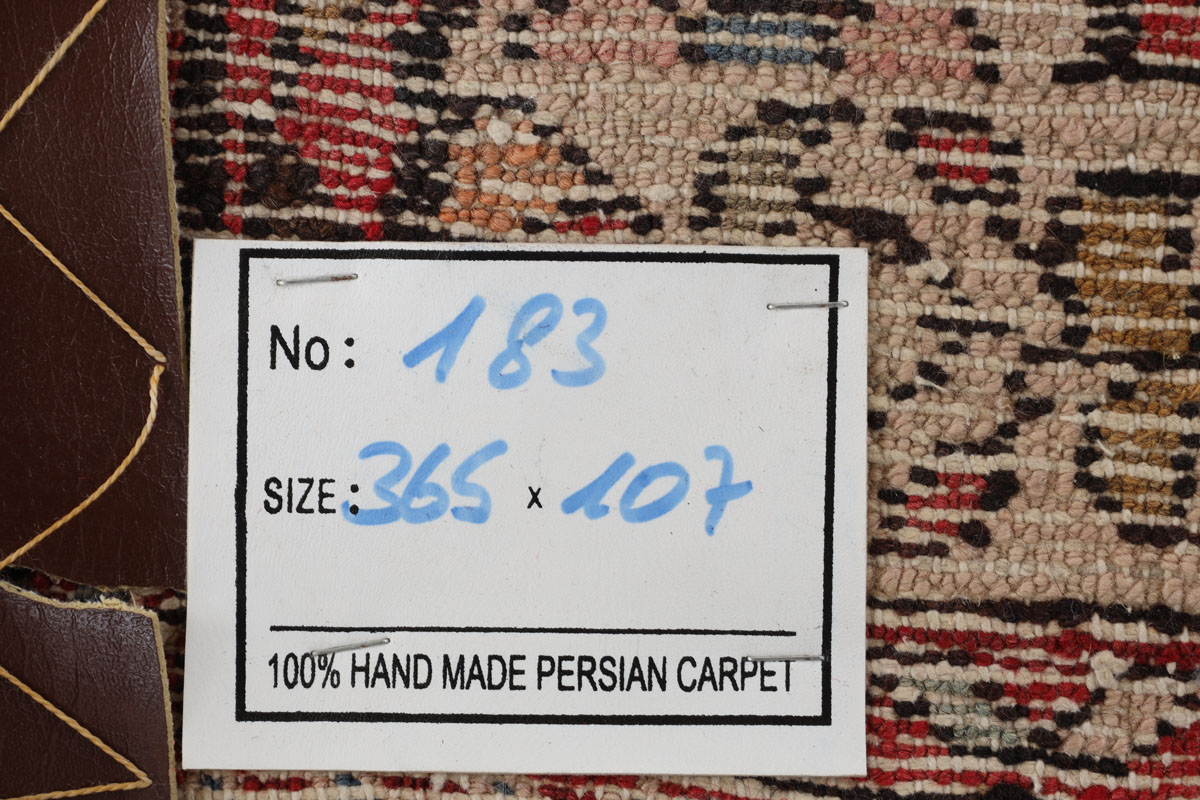 No: 183
SIZE: 365 x 107
100% HAND MADE PERSIAN CARPET